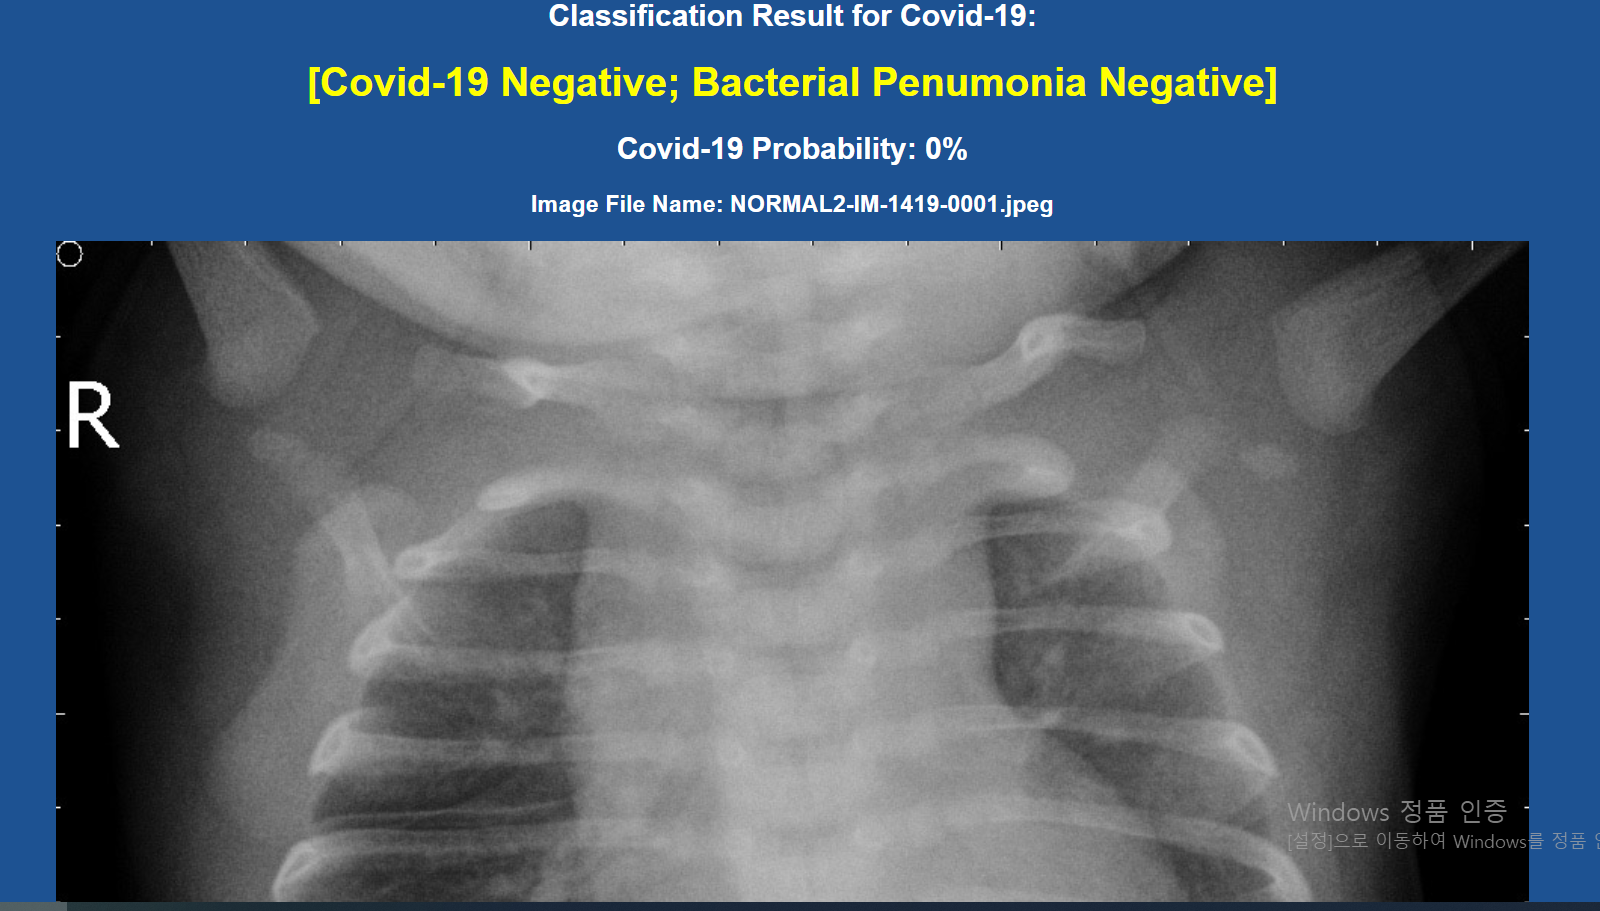 Classification Result for Covid-19:
[Covid-19 Negative; Bacterial Penumonia Negative]
Covid-19 Probability: 0%
Image File Name: NORMAL2-IM-1419-0001.jpeg
R
Windows 정품 인증
[설정]으로 이동하여 Windows를 정품